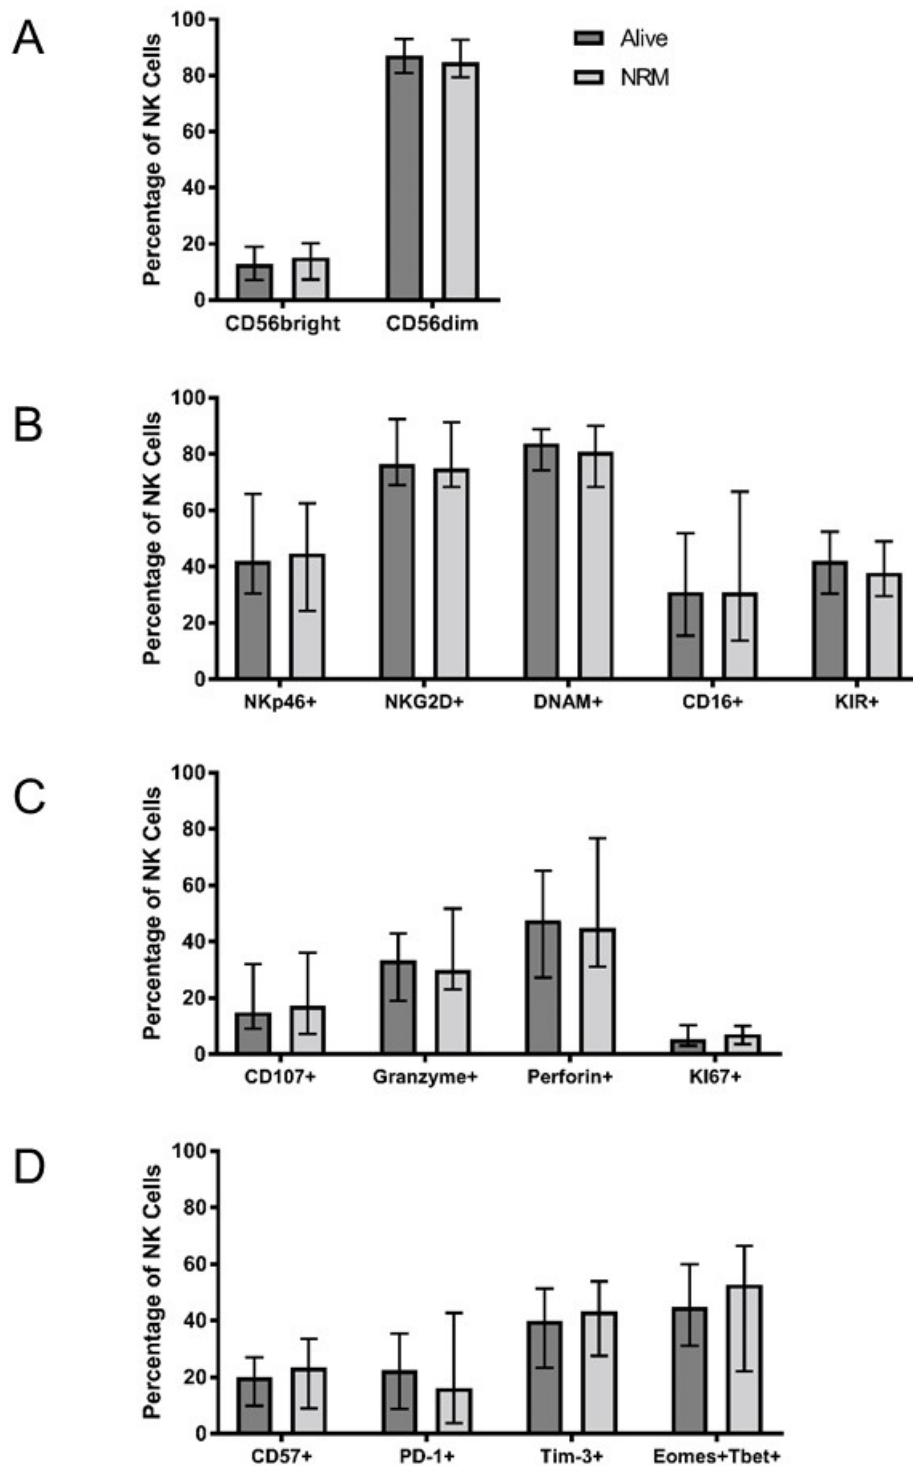 A
Percentage of NK Cells
100
80
60
40
20
0
CD56bright CD56dim
Alive
NRM
B
Percentage of NK Cells
100
80
60
40
20
0
NKp46+ NKG2D+ DNAM+ CD16+ KIR+
C
Percentage of NK Cells
100
80
60
40
20
0
CD107+ Granzyme+ Perforin+ KI67+
D
Percentage of NK Cells
100
80
60
40
20
0
CD57+ PD-1+ Tim-3+ Eomes+Tbet+